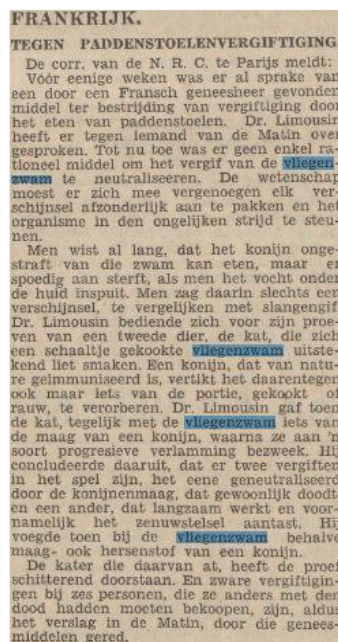 FRANKRIJK.
TEGEN PADDENSTOELENVERGIFTIGING
De corr. van de N. R. C. te Parijs meldt:
Vóór eenige weken was er al sprake van
een door een Fransch geneesheer gevonden
middel ter bestrijding van vergiftiging door
het eten van paddenstoelen. Dr. Limousin
heeft er tegen iemand van de Matin over
gesproken. Tot nu toe was er geen enkel ra-
tioneel middel om het vergif van de vliegen-
zwam te neutraliseeren. De wetenschap
moest er zich mee vergenoegen elk ver-
schijnsel afzonderlijk aan te pakken en het
organisme in den ongelijken strijd te steu-
nen.
Men wist al lang, dat het konijn onge-
straft van die zwam kan eten, maar er
spoedig aan sterft, als men het vocht onder
de huid inspuit. Men zag daarin slechts een
verschijnsel, te vergelijken met slangengif
Dr. Limousin bediende zich voor zijn proe-
ven van een tweede dier, de kat, die zich
een schaaltje gekookte vliegenzwam uitste-
kend liet smaken. Een konijn, dat van natu-
re geïmmuniseerd is, vertikt het daarentegen
ook maar iets van de portie, gekookt of
rauw, te verorberen. Dr. Limousin gaf toen
de kat, tegelijk met de vliegenzwam iets van
de maag van een konijn, waarna ze aan 'n
soort progresieve verlamming bezweek. Hij
concludeerde daaruit, dat er twee vergiften
in het spel zijn, het eene geneutraliseerd
door de konijnenmaag, dat gewoonlijk doodt
en een ander, dat langzaam werkt en voor-
namelijk het zenuwstelsel aantast. Hij
voegde toen bij de vliegenzwam behalve
maag- ook hersenstof van een konijn.
De kater die daarvan at, heeft de proef
schitterend doorstaan. En zware vergiftigin-
gen bij zes personen, die ze anders met den
dood hadden moeten bekoopen, zijn, aldus
het verslag in de Matin, door die genees-
middelen gered.